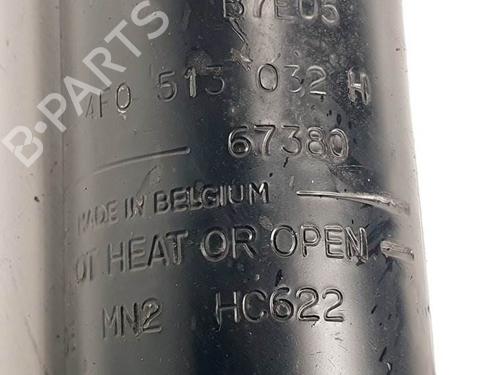 B7E05
4F0 513 032 H
67380
MADE IN BELGIUM
OT HEAT OR OPEN
MN2 HC622
B-PARTS